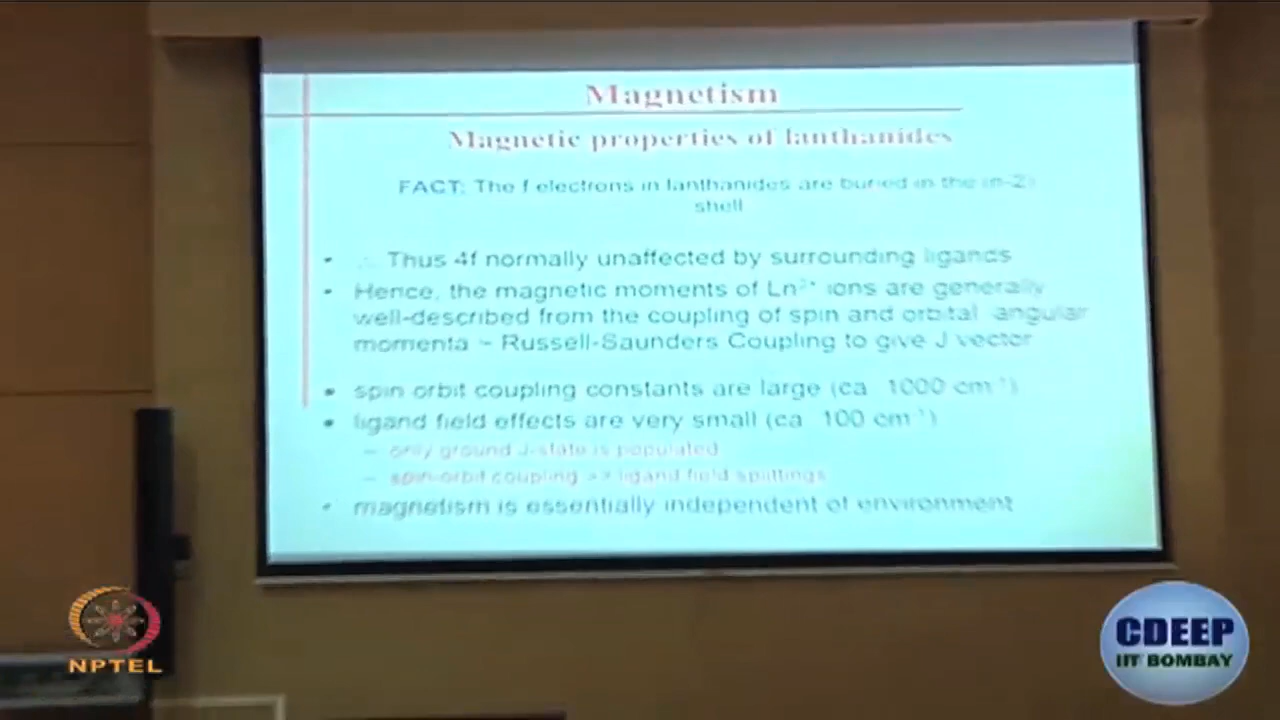 Magnetism
Magnetic properties of lanthanides
FACT: The f electrons in lanthanides are buried in the (n-2)
shell
• ∴ Thus 4f normally unaffected by surrounding ligands
• Hence, the magnetic moments of Ln³⁺ ions are generally
well-described from the coupling of spin and orbital angular
momenta ~ Russell-Saunders Coupling to give J vector
• spin orbit coupling constants are large (ca. 1000 cm⁻¹)
• ligand field effects are very small (ca. 100 cm⁻¹)
– only ground J-state is populated
– spin-orbit coupling >> ligand field splittings
• magnetism is essentially independent of environment
NPTEL
CDEEP
IIT BOMBAY